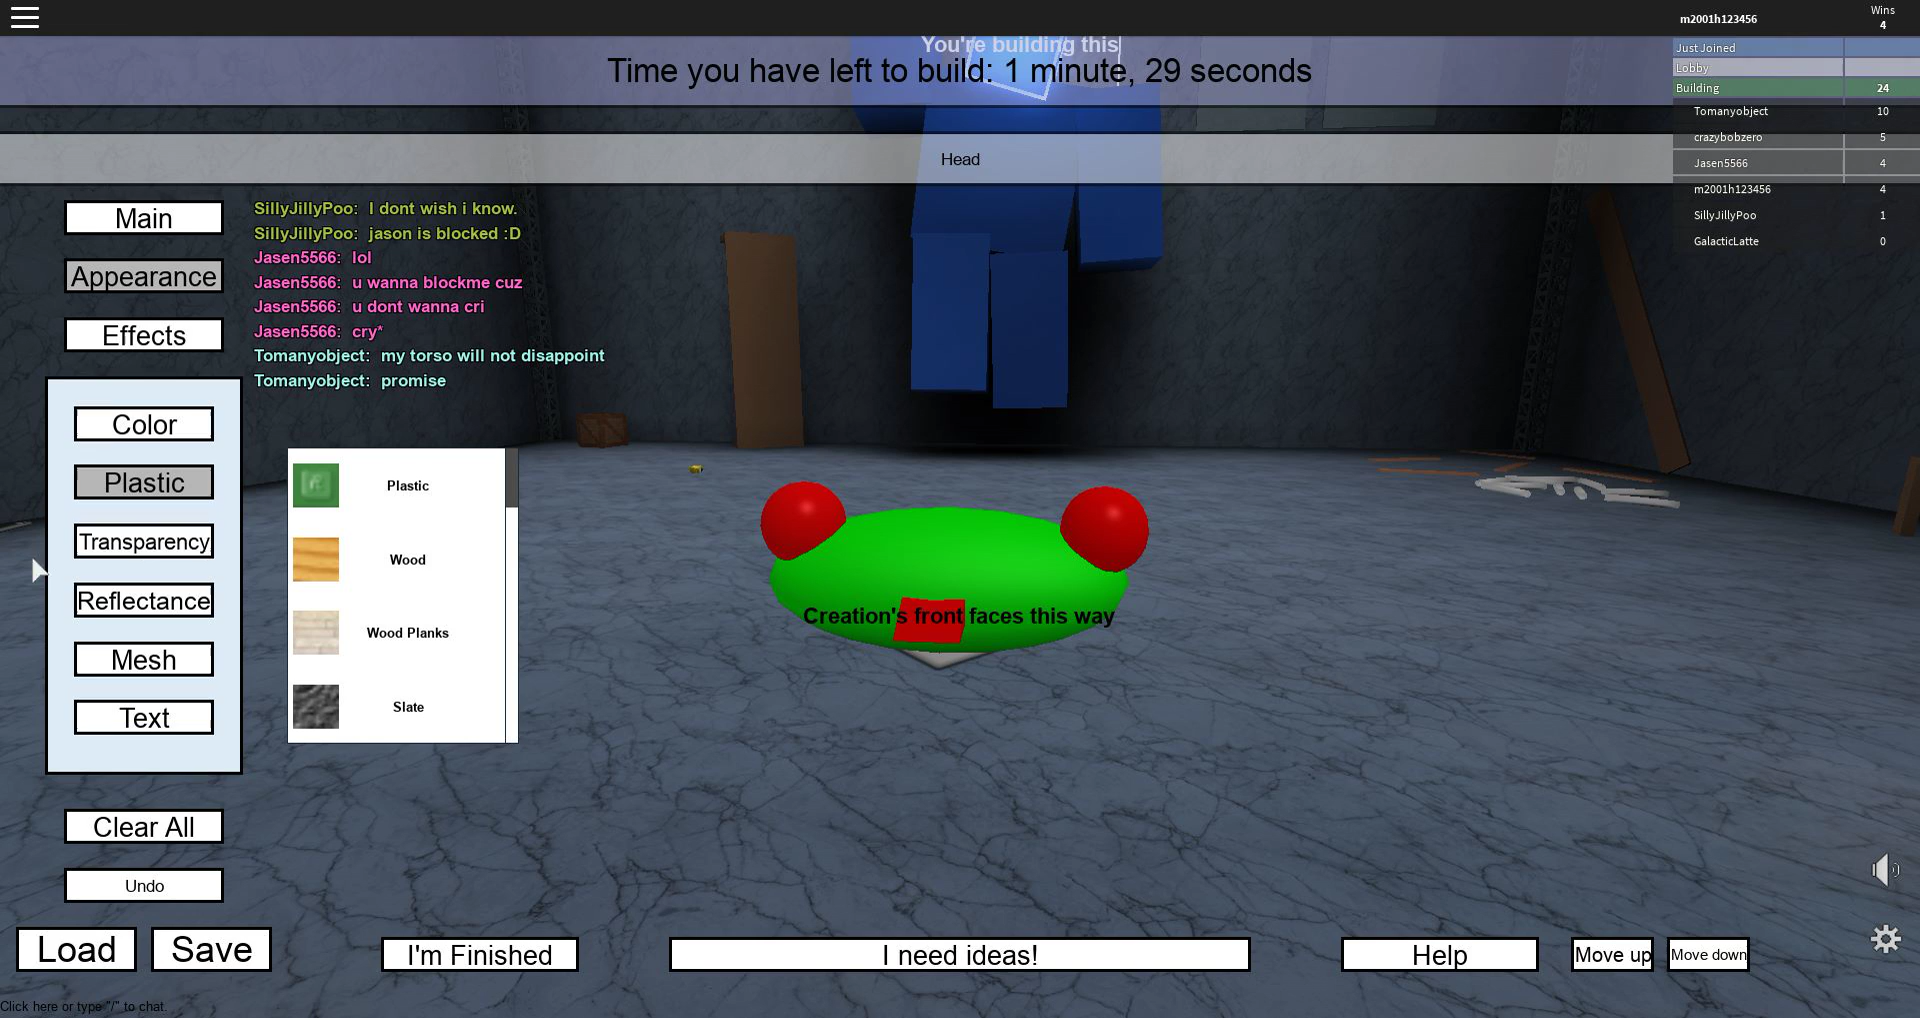 m2001h123456
Wins
4
You're building this
Time you have left to build: 1 minute, 29 seconds
Head
Just Joined
Lobby
Building 24
Tomanyobject 10
crazybobzero 5
Jasen5566 4
m2001h123456 4
SillyJillyPoo 1
GalacticLatte 0
Main
Appearance
Effects
SillyJillyPoo: I dont wish i know.
SillyJillyPoo: jason is blocked :D
Jasen5566: lol
Jasen5566: u wanna blockme cuz
Jasen5566: u dont wanna cri
Jasen5566: cry*
Tomanyobject: my torso will not disappoint
Tomanyobject: promise
Color
Plastic
Transparency
Reflectance
Mesh
Text
Plastic
Wood
Wood Planks
Slate
Creation's front faces this way
Clear All
Undo
Load
Save
I'm Finished
I need ideas!
Help
Move up
Move down
Click here or type "/" to chat.